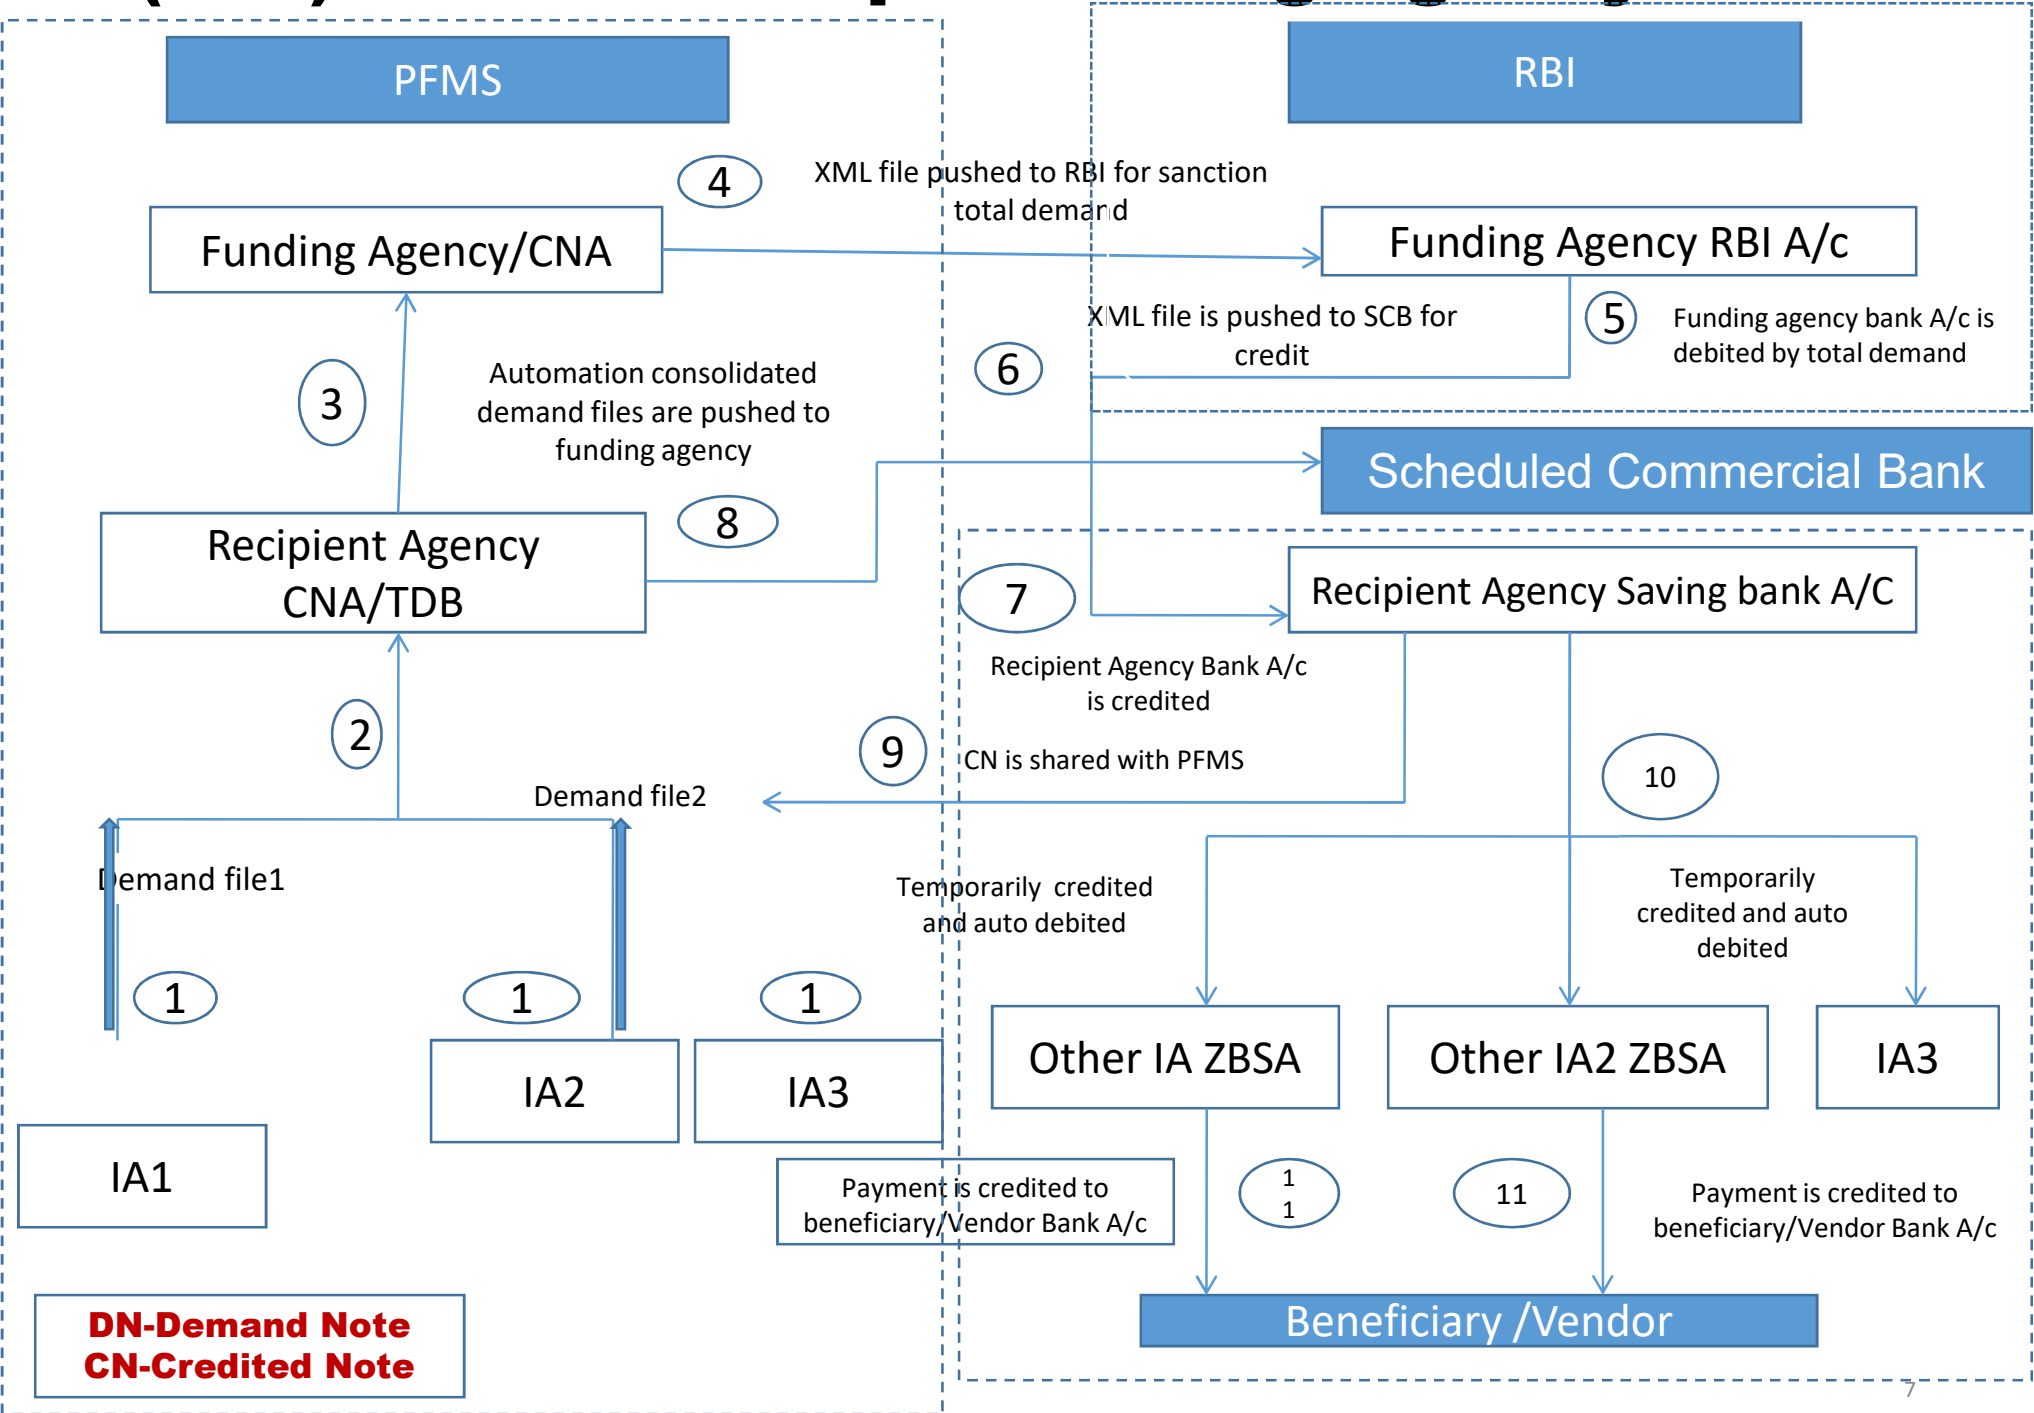 PFMS
RBI
4
XML file pushed to RBI for sanction
total demand
Funding Agency/CNA
Funding Agency RBI A/c
XML file is pushed to SCB for
credit
5
Funding agency bank A/c is
debited by total demand
6
3
Automation consolidated
demand files are pushed to
funding agency
Scheduled Commercial Bank
8
Recipient Agency
CNA/TDB
7
Recipient Agency Saving bank A/C
Recipient Agency Bank A/c
is credited
2
9
CN is shared with PFMS
10
Demand file2
Demand file1
Temporarily  credited
and auto debited
Temporarily
credited and auto
debited
1
1
1
Other IA ZBSA
Other IA2 ZBSA
IA3
IA2
IA3
IA1
Payment is credited to
beneficiary/Vendor Bank A/c
1
1
11
Payment is credited to
beneficiary/Vendor Bank A/c
Beneficiary /Vendor
DN-Demand Note
CN-Credited Note
7